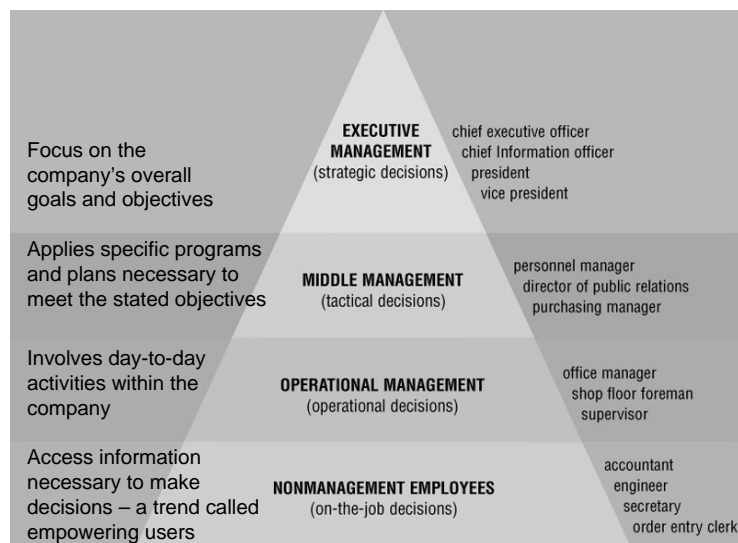 Focus on the
company's overall
goals and objectives
EXECUTIVE
MANAGEMENT
(strategic decisions)
chief executive officer
chief Information officer
president
vice president
Applies specific programs
and plans necessary to
meet the stated objectives
MIDDLE MANAGEMENT
(tactical decisions)
personnel manager
director of public relations
purchasing manager
Involves day-to-day
activities within the
company
OPERATIONAL MANAGEMENT
(operational decisions)
office manager
shop floor foreman
supervisor
Access information
necessary to make
decisions – a trend called
empowering users
NONMANAGEMENT EMPLOYEES
(on-the-job decisions)
accountant
engineer
secretary
order entry clerk